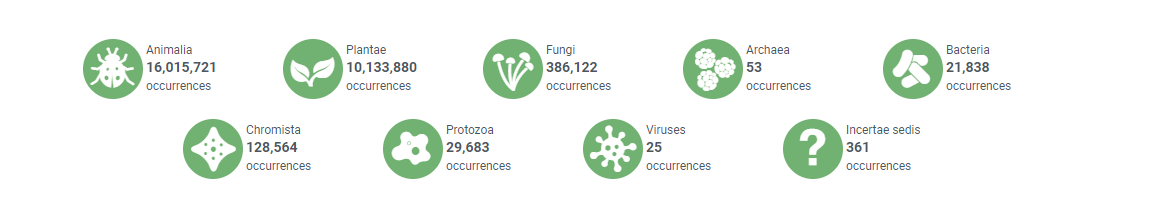 Animalia
16,015,721
occurrences
Plantae
10,133,880
occurrences
Fungi
386,122
occurrences
Archaea
53
occurrences
Bacteria
21,838
occurrences
Chromista
128,564
occurrences
Protozoa
29,683
occurrences
Viruses
25
occurrences
?
Incertae sedis
361
occurrences